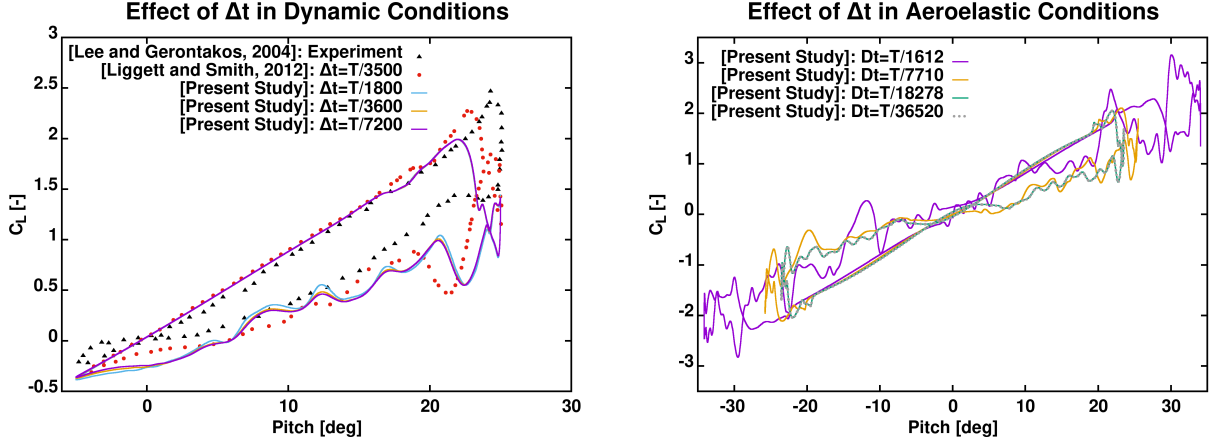 Effect of Δt in Dynamic Conditions
3
2.5
2
1.5
1
0.5
0
-0.5
C_L [-]
[Lee and Gerontakos, 2004]: Experiment
[Liggett and Smith, 2012]: Δt=T/3500
[Present Study]: Δt=T/1800
[Present Study]: Δt=T/3600
[Present Study]: Δt=T/7200
0 10 20 30
Pitch [deg]
Effect of Δt in Aeroelastic Conditions
3
2
1
0
-1
-2
-3
C_L [-]
[Present Study]: Dt=T/1612
[Present Study]: Dt=T/7710
[Present Study]: Dt=T/18278
[Present Study]: Dt=T/36520
-30 -20 -10 0 10 20 30
Pitch [deg]